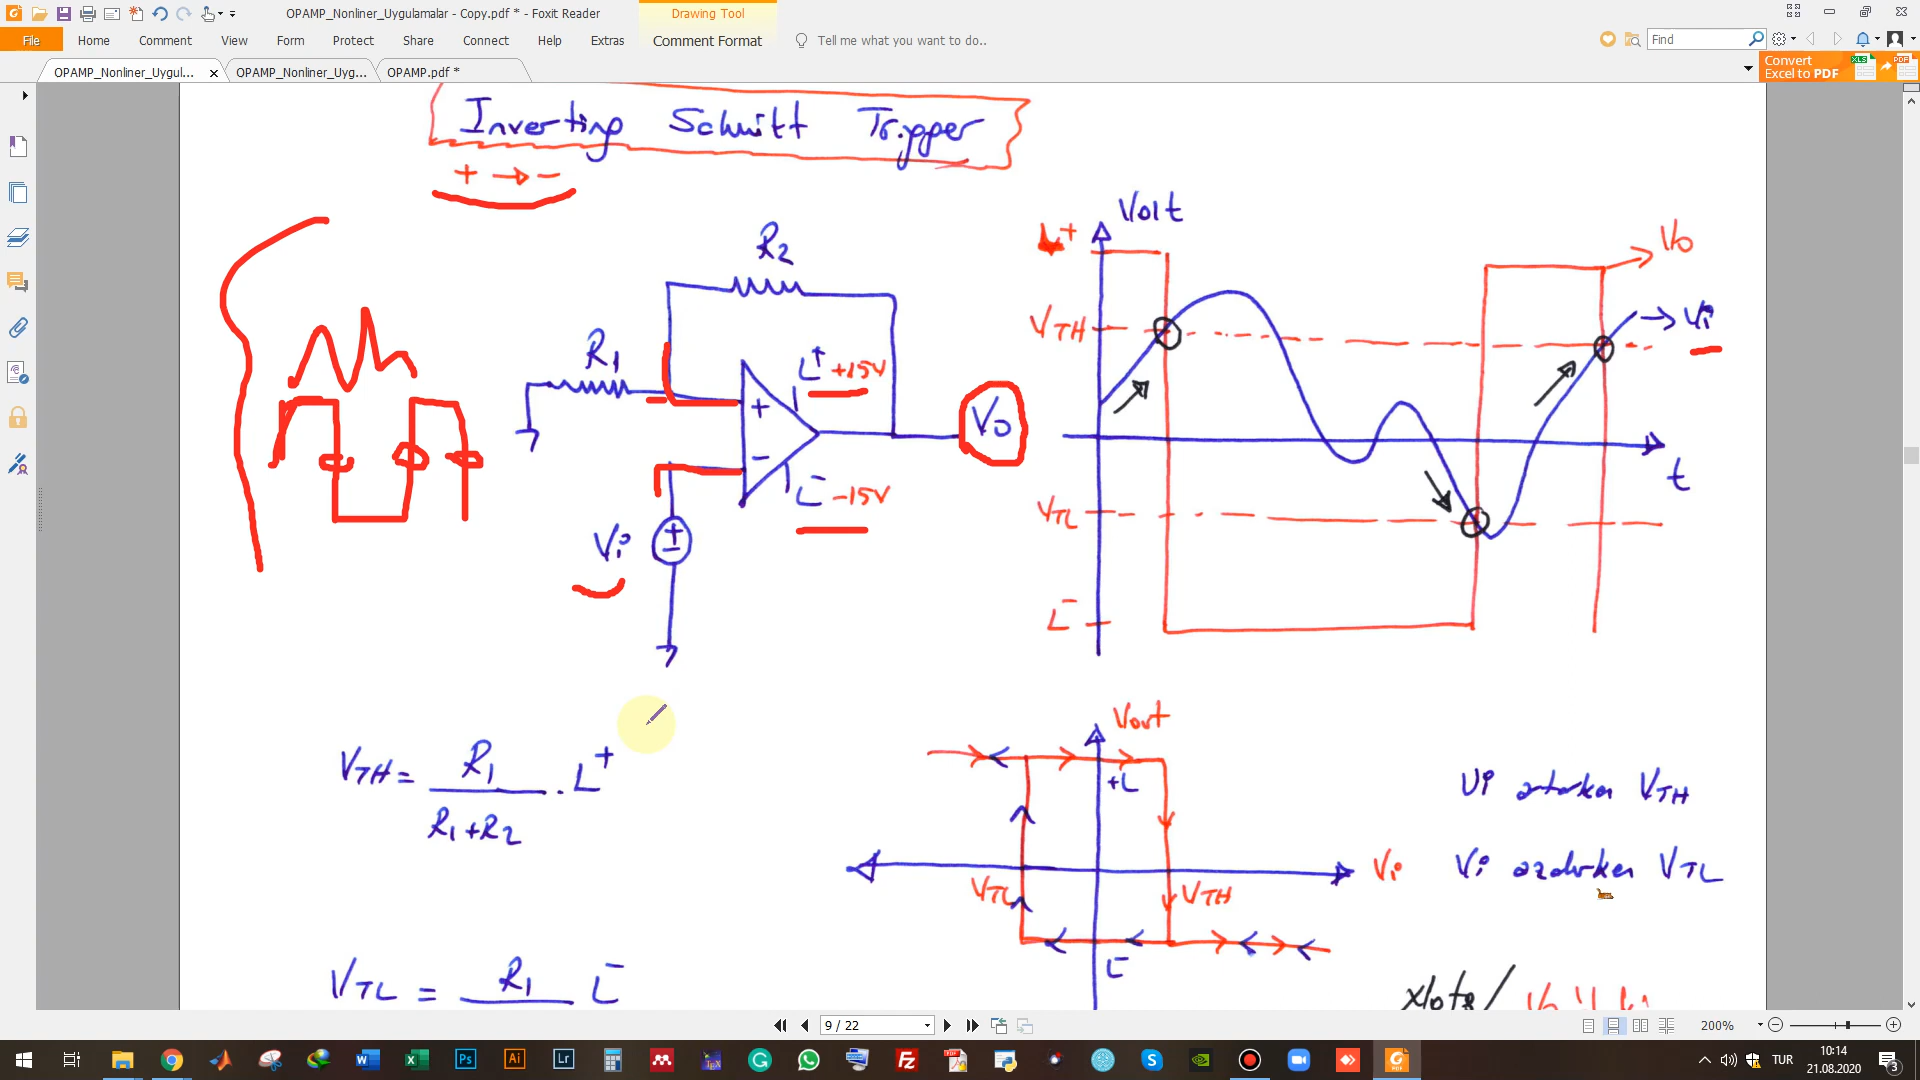 OPAMP_Nonliner_Uygulamalar - Copy.pdf * - Foxit Reader
Drawing Tool
File
Home
Comment
View
Form
Protect
Share
Connect
Help
Extras
Comment Format
Tell me what you want to do..
Find
OPAMP_Nonliner_Uygul...
OPAMP_Nonliner_Uyg...
OPAMP.pdf *
Convert
Excel to PDF
Inverting Schmitt Trigger
+ → -
R2
R1
L+ +15V
+
-
L- -15V
Vo
Vi
+
-
Volt
L+
Vo
VTH
Vi
t
VTL
L-
VTH = R1
R1+R2
. L+
VTL = R1 L-
Vout
+L
Vi
VTL
VTH
L-
Vi artarken VTH
Vi azalırken VTL
9 / 22
200%
TUR
10:14
21.08.2020
3